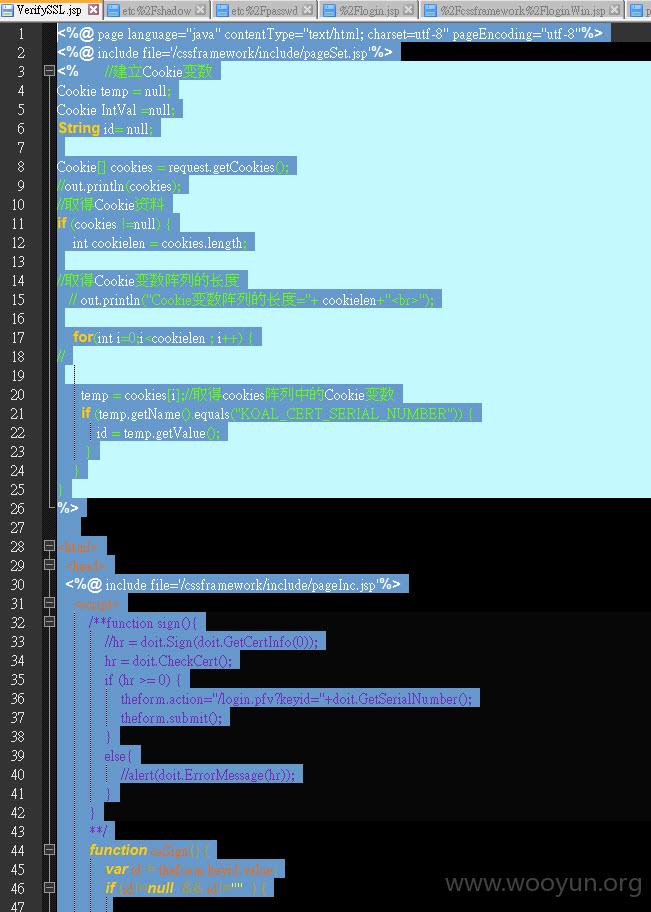 VerifySSL.jsp etc%2Fshadow etc%2Fpasswd %2Flogin.jsp %2Fcssframework%2FloginWin.jsp p
1 <%@ page language="java" contentType="text/html; charset=utf-8" pageEncoding="utf-8"%>
2 <%@ include file='/cssframework/include/pageSet.jsp'%>
3 <% //建立Cookie变数
4 Cookie temp = null;
5 Cookie IntVal =null;
6 String id= null;
7
8 Cookie[] cookies = request.getCookies();
9 //out.println(cookies);
10 //取得Cookie资料
11 if (cookies !=null) {
12 int cookielen = cookies.length;
13
14 //取得Cookie变数阵列的长度
15 // out.println("Cookie变数阵列的长度="+ cookielen+"<br>");
16
17 for(int i=0;i<cookielen ; i++) {
18 //
19
20 temp = cookies[i];//取得cookies阵列中的Cookie变数
21 if (temp.getName().equals("KOAL_CERT_SERIAL_NUMBER")) {
22 id = temp.getValue();
23 }
24 }
25 }
26 %>
27
28 <html>
29 <head>
30 <%@ include file='/cssframework/include/pageInc.jsp'%>
31 <script>
32 /**function sign(){
33 //hr = doit.Sign(doit.GetCertInfo(0));
34 hr = doit.CheckCert();
35 if (hr >= 0) {
36 theform.action="/login.pfv?keyid="+doit.GetSerialNumber();
37 theform.submit();
38 }
39 else{
40 //alert(doit.ErrorMessage(hr));
41 }
42 }
43 **/
44 function
45 var id = theform.keyid.value;
46 if (id!=null && id!="" ){
47
www.wooyun.org